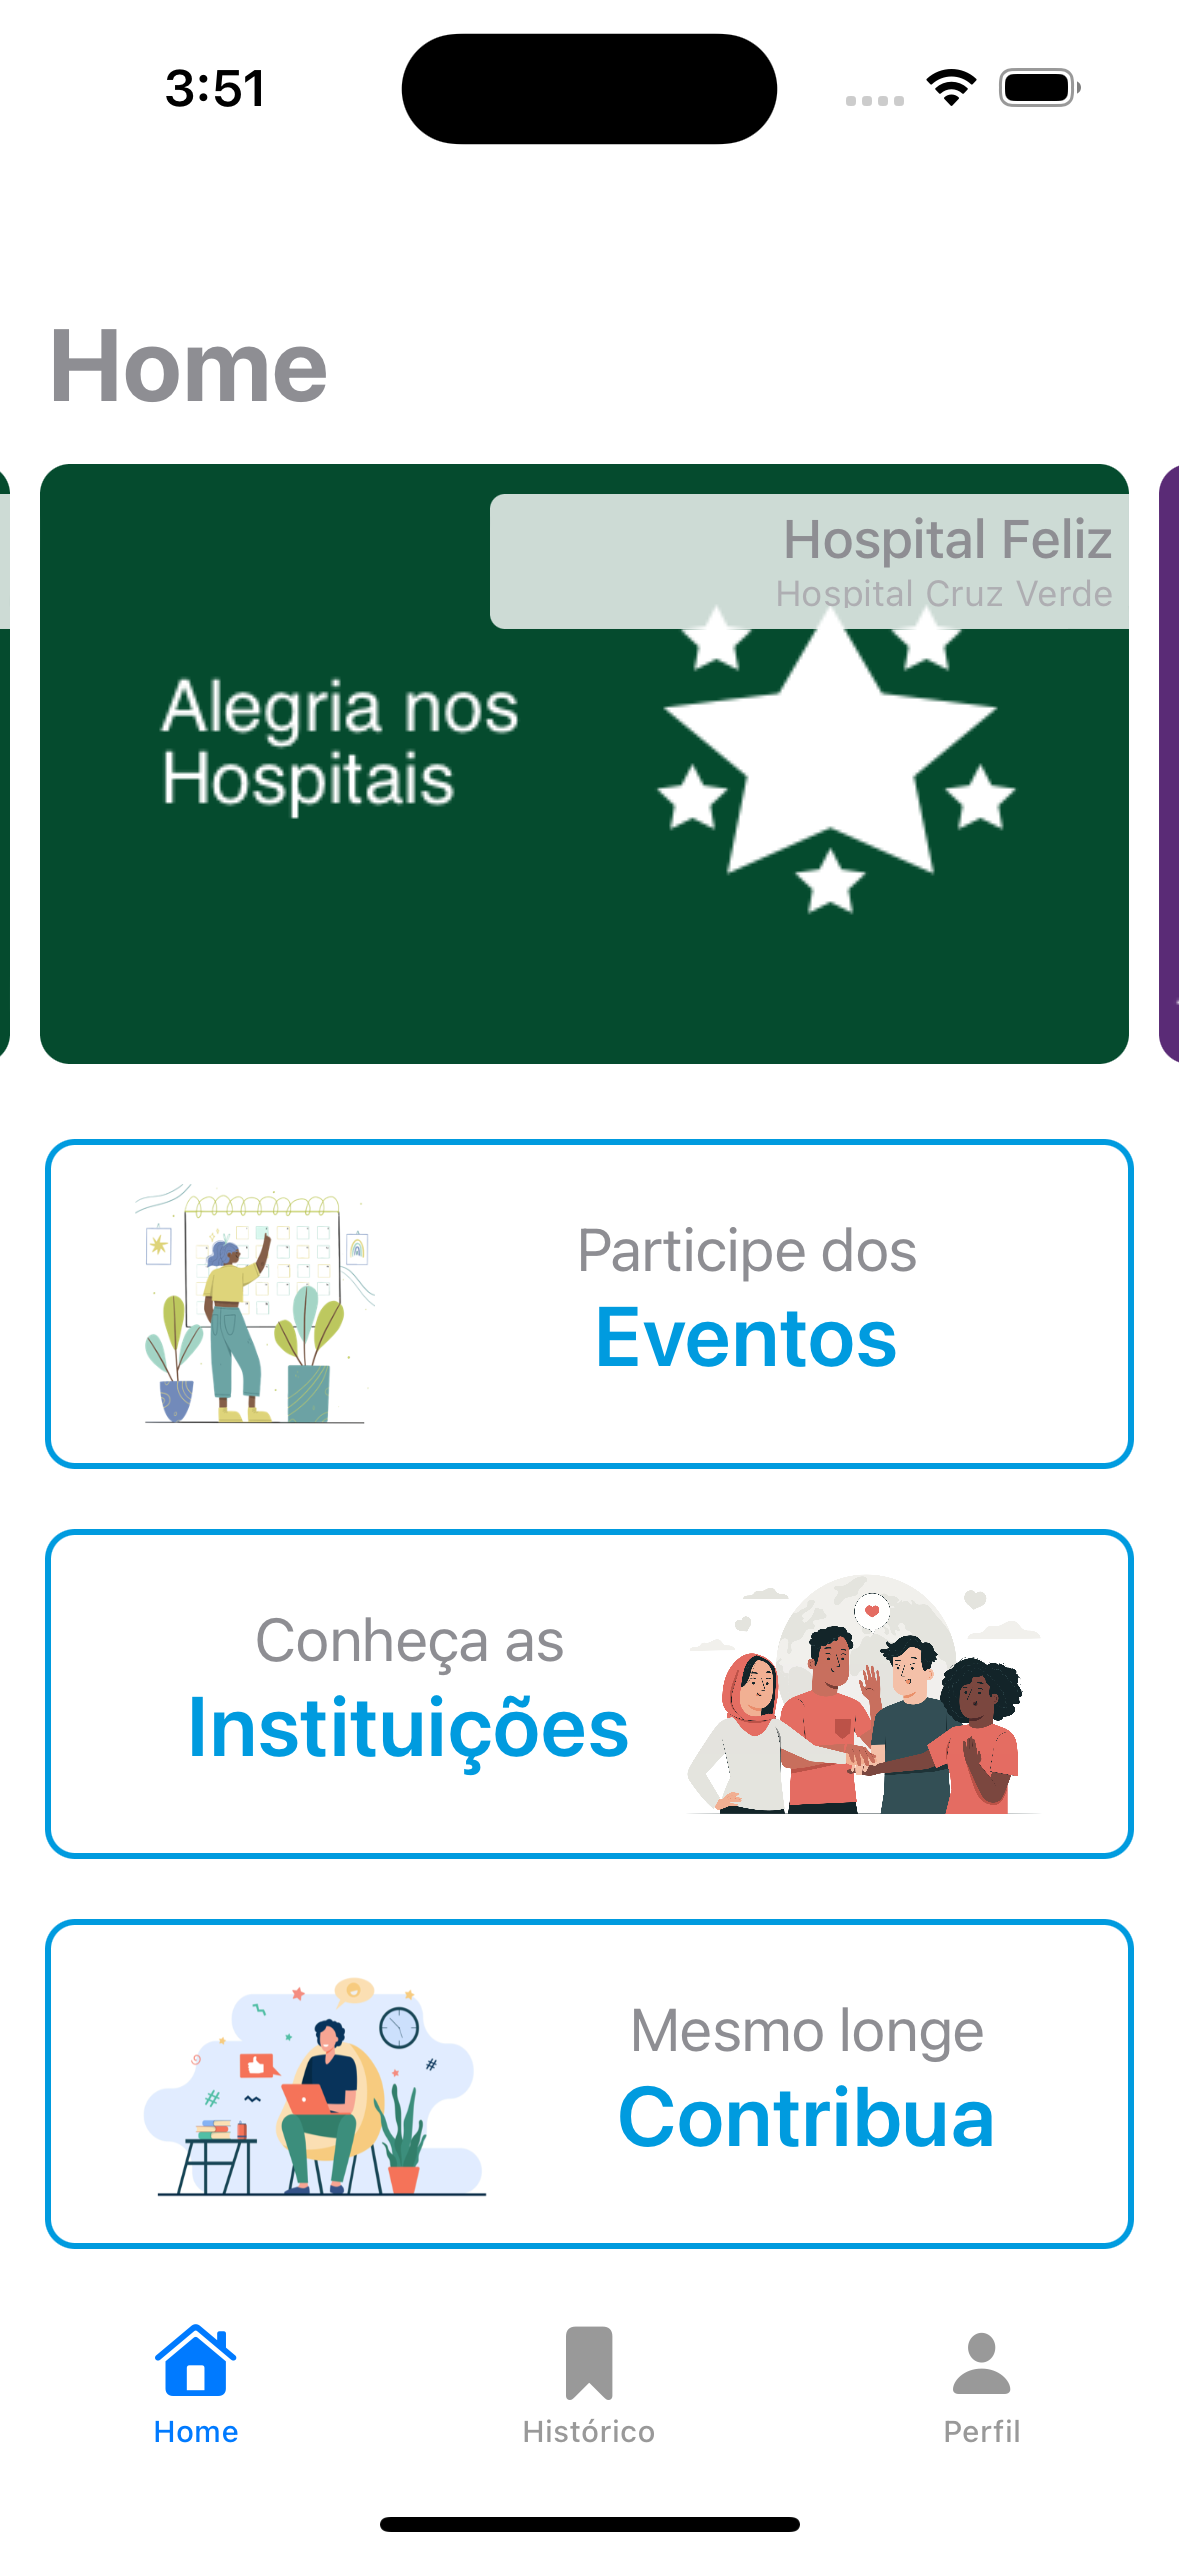 3:51
Home
Hospital Feliz
Hospital Cruz Verde
Alegria nos
Hospitais
Participe dos
Eventos
Conheça as
Instituições
Mesmo longe
Contribua
Home
Histórico
Perfil